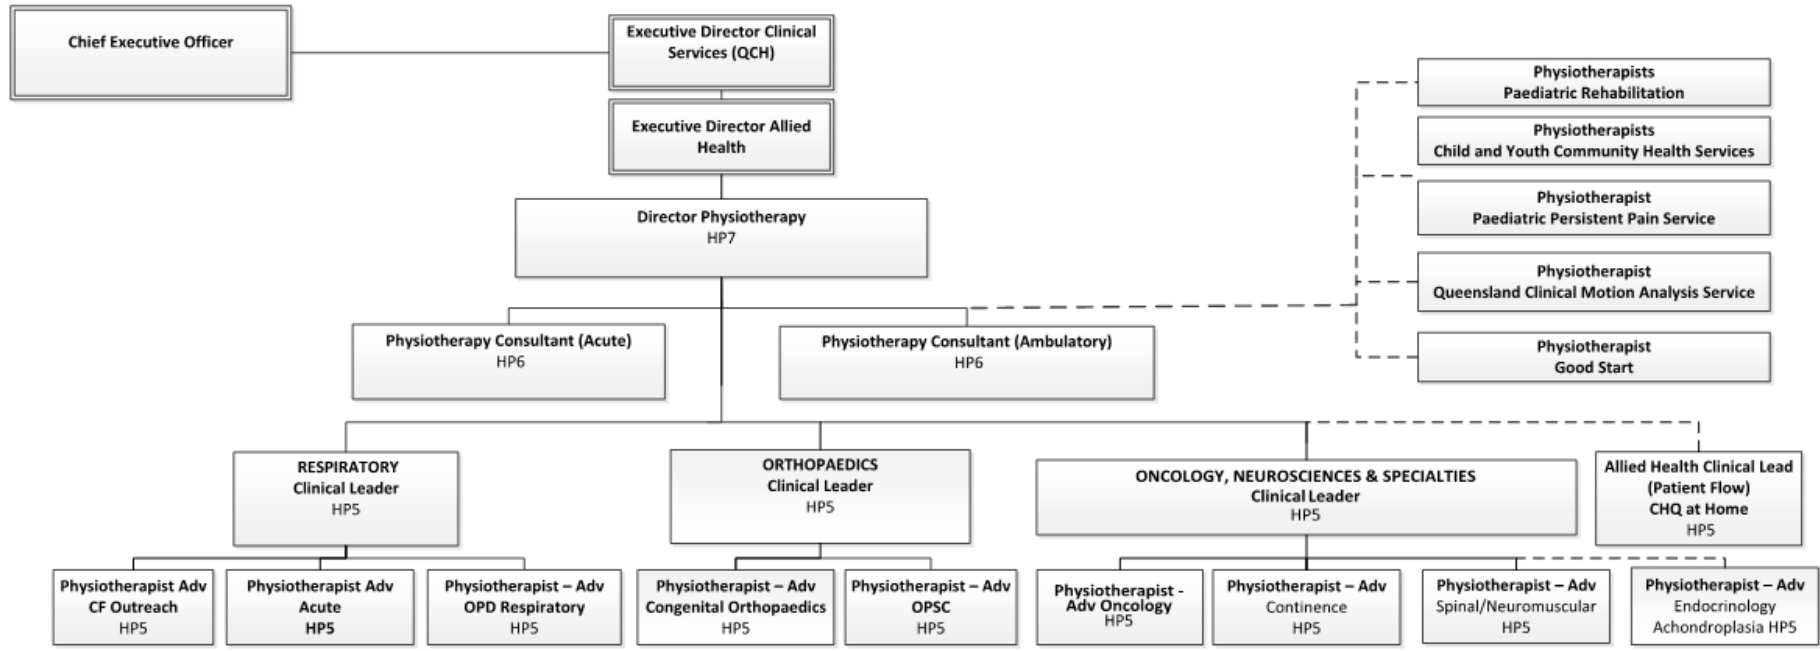 Chief Executive Officer
Executive Director Clinical
Services (QCH)
Executive Director Allied
Health
Director Physiotherapy
HP7
Physiotherapists
Paediatric Rehabilitation
Physiotherapists
Child and Youth Community Health Services
Physiotherapist
Paediatric Persistent Pain Service
Physiotherapist
Queensland Clinical Motion Analysis Service
Physiotherapist
Good Start
Physiotherapy Consultant (Acute)
HP6
Physiotherapy Consultant (Ambulatory)
HP6
RESPIRATORY
Clinical Leader
HP5
ORTHOPAEDICS
Clinical Leader
HP5
ONCOLOGY, NEUROSCIENCES & SPECIALTIES
Clinical Leader
HP5
Allied Health Clinical Lead
(Patient Flow)
CHQ at Home
HP5
Physiotherapist Adv
CF Outreach
HP5
Physiotherapist Adv
Acute
HP5
Physiotherapist – Adv
OPD Respiratory
HP5
Physiotherapist – Adv
Congenital Orthopaedics
HP5
Physiotherapist – Adv
OPSC
HP5
Physiotherapist -
Adv Oncology
HP5
Physiotherapist – Adv
Continence
HP5
Physiotherapist – Adv
Spinal/Neuromuscular
HP5
Physiotherapist – Adv
Endocrinology
Achondroplasia HP5